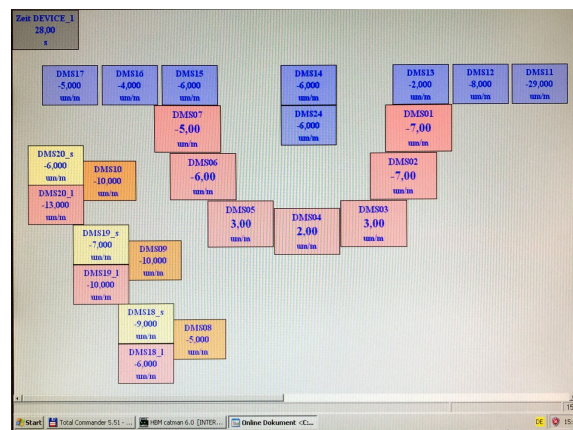 Zeit DEVICE_1
28,00
s
DMS17
-5,000
um/m
DMS16
-4,000
um/m
DMS15
-6,000
um/m
DMS14
-6,000
um/m
DMS13
-2,000
um/m
DMS12
-8,000
um/m
DMS11
-29,000
um/m
DMS07
-5,00
um/m
DMS24
-6,000
um/m
DMS01
-7,00
um/m
DMS20_s
-6,000
um/m
DMS10
-10,000
um/m
DMS06
-6,00
um/m
DMS02
-7,00
um/m
DMS20_l
-13,000
um/m
DMS05
3,00
um/m
DMS04
2,00
um/m
DMS03
3,00
um/m
DMS19_s
-7,000
um/m
DMS09
-10,000
um/m
DMS19_l
-10,000
um/m
DMS18_s
-9,000
um/m
DMS08
-5,000
um/m
DMS18_l
-6,000
um/m
Start
Total Commander 5.51 - ...
HBM catman 6.0 [INTER...
Online Dokument <C:...
DE
15: